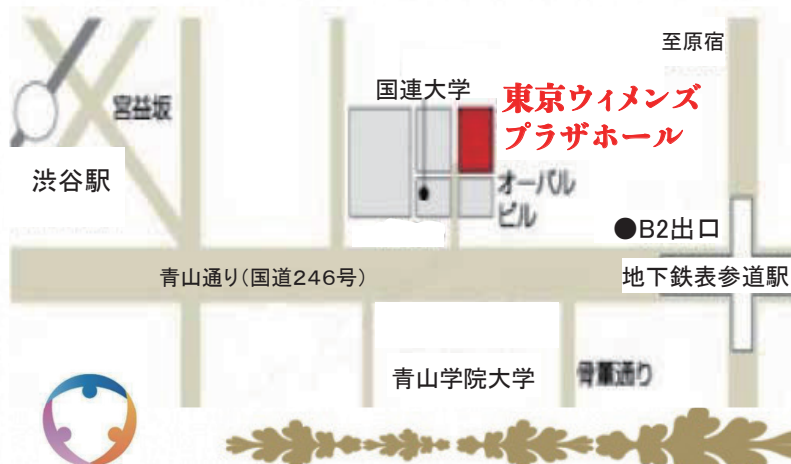 至原宿
国連大学
東京ウィメンズ
プラザホール
宮益坂
渋谷駅
オーバル
ビル
●B2出口
青山通り(国道246号)
地下鉄表参道駅
青山学院大学
骨董通り